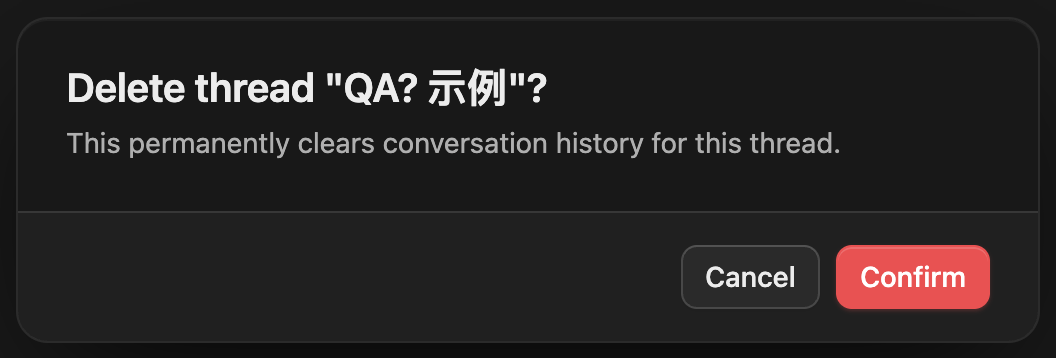 Delete thread "QA? 示例"?
This permanently clears conversation history for this thread.
Cancel
Confirm